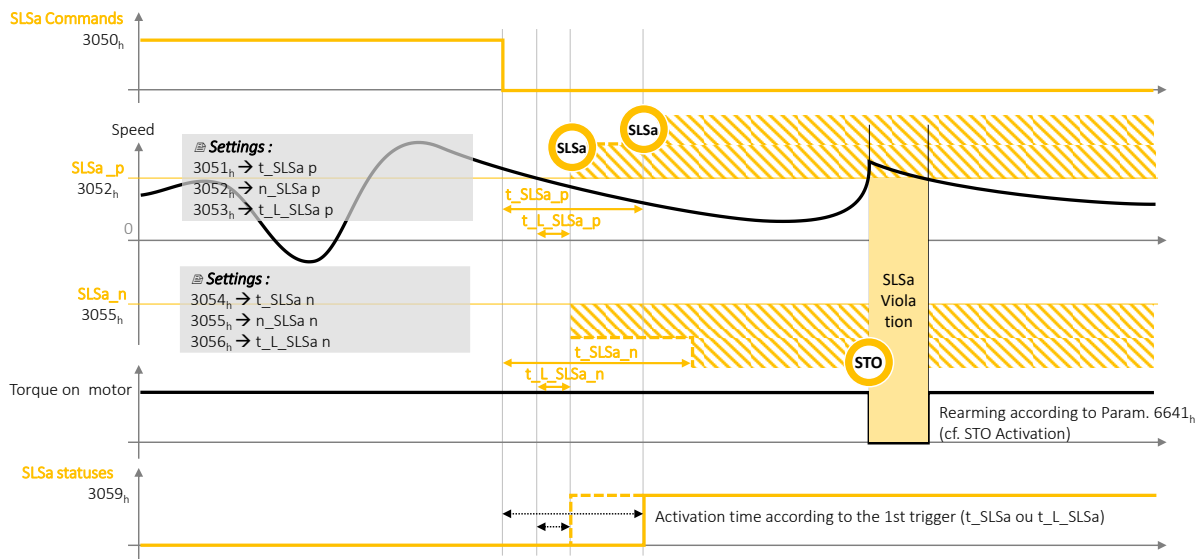 SLSa Commands
3050h
Speed
🗎 Settings :
3051h → t_SLSa p
3052h → n_SLSa p
3053h → t_L_SLSa p
SLSa _p
3052h
0
SLSa
SLSa
t_SLSa_p
t_L_SLSa_p
SLSa_n
3055h
🗎 Settings :
3054h → t_SLSa n
3055h → n_SLSa n
3056h → t_L_SLSa n
SLSa
Viola
tion
t_SLSa_n
t_L_SLSa_n
STO
Torque on motor
Rearming according to Param. 6641h
(cf. STO Activation)
SLSa statuses
3059h
Activation time according to the 1st trigger (t_SLSa ou t_L_SLSa)